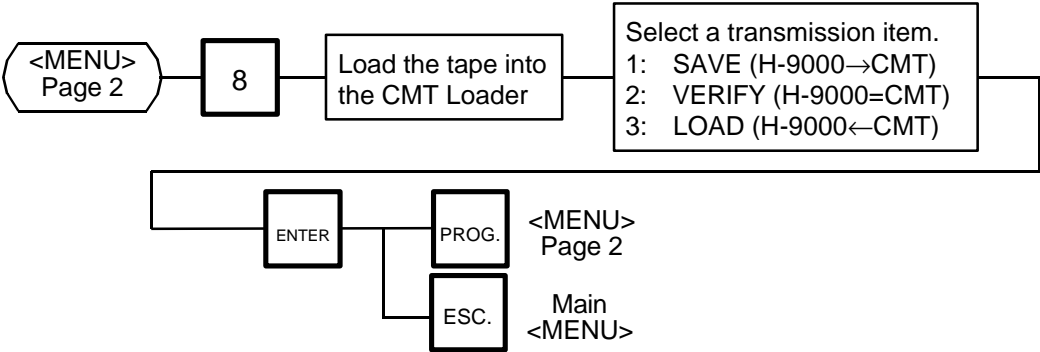 <MENU>
Page 2
8
Load the tape into
the CMT Loader
Select a transmission item.
1: SAVE (H-9000→CMT)
2: VERIFY (H-9000=CMT)
3: LOAD (H-9000←CMT)
ENTER
PROG.
<MENU>
Page 2
ESC.
Main
<MENU>